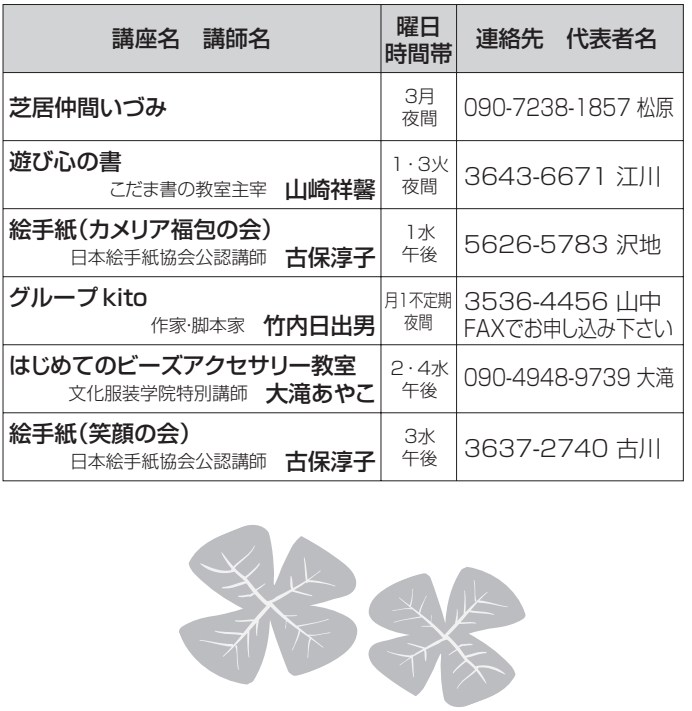 講座名　講師名
曜日
時間帯
連絡先　代表者名
芝居仲間いづみ
3月
夜間
090-7238-1857 松原
遊び心の書
こだま書の教室主宰　山崎祥馨
1・3火
夜間
3643-6671 江川
絵手紙（カメリア福包の会）
日本絵手紙協会公認講師　古保淳子
1水
午後
5626-5783 沢地
グループkito
作家・脚本家　竹内日出男
月1不定期
夜間
3536-4456 山中
FAXでお申し込み下さい
はじめてのビーズアクセサリー教室
文化服装学院特別講師　大滝あやこ
2・4水
午後
090-4948-9739 大滝
絵手紙（笑顔の会）
日本絵手紙協会公認講師　古保淳子
3水
午後
3637-2740 古川